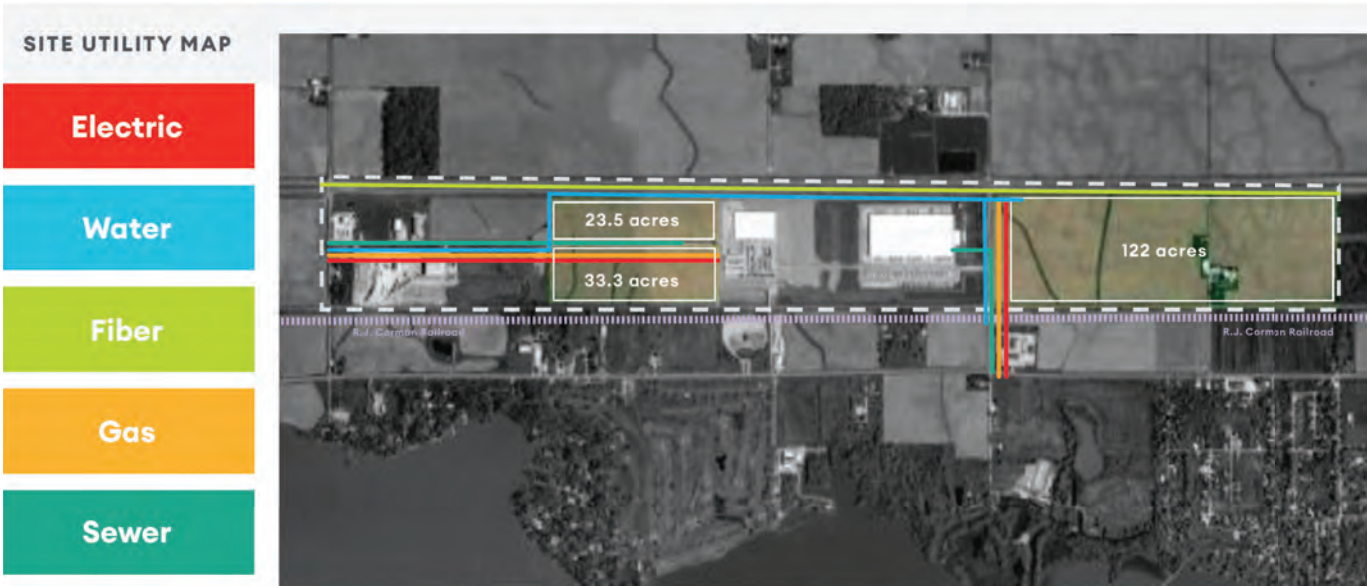 SITE UTILITY MAP
Electric
Water
Fiber
Gas
Sewer
23.5 acres
33.3 acres
122 acres
R.J. Corman Railroad
R.J. Corman Railroad